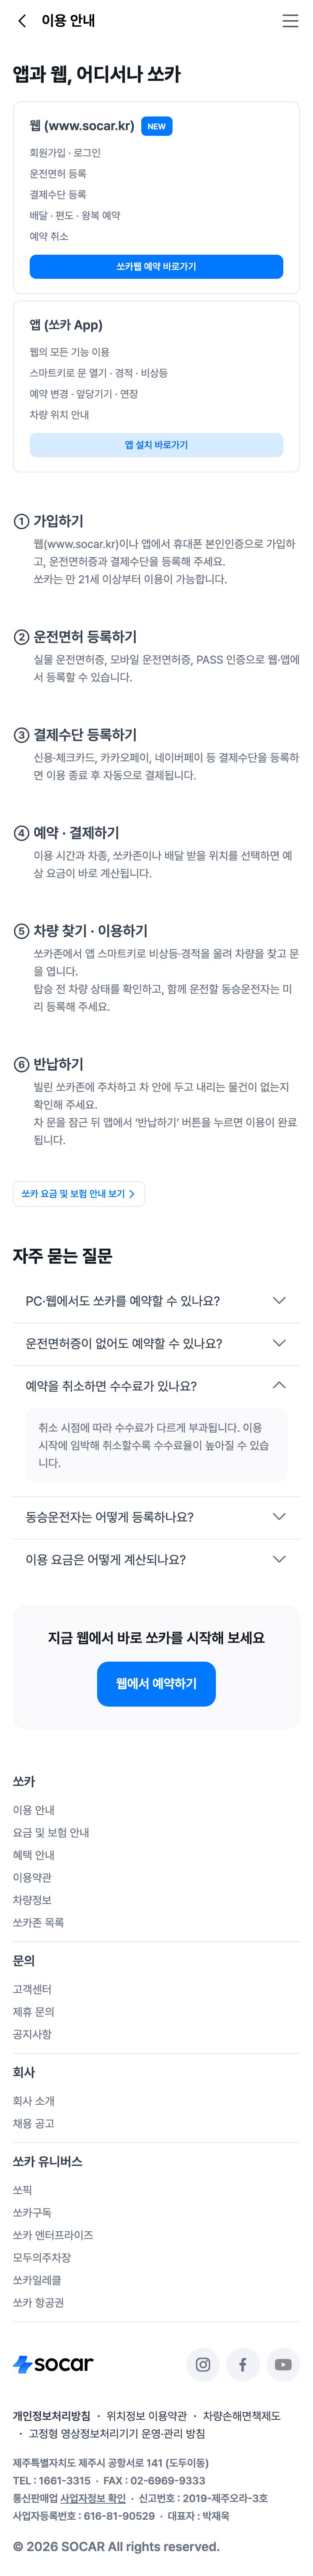 이용 안내
앱과 웹, 어디서나 쏘카
웹 (www.socar.kr) NEW
회원가입 · 로그인
운전면허 등록
결제수단 등록
배달 · 편도 · 왕복 예약
예약 취소
쏘카웹 예약 바로가기
앱 (쏘카 App)
웹의 모든 기능 이용
스마트키로 문 열기 · 경적 · 비상등
예약 변경 · 앞당기기 · 연장
차량 위치 안내
앱 설치 바로가기
① 가입하기
웹(www.socar.kr)이나 앱에서 휴대폰 본인인증으로 가입하
고, 운전면허증과 결제수단을 등록해 주세요.
쏘카는 만 21세 이상부터 이용이 가능합니다.
② 운전면허 등록하기
실물 운전면허증, 모바일 운전면허증, PASS 인증으로 웹·앱에
서 등록할 수 있습니다.
③ 결제수단 등록하기
신용·체크카드, 카카오페이, 네이버페이 등 결제수단을 등록하
면 이용 종료 후 자동으로 결제됩니다.
④ 예약 · 결제하기
이용 시간과 차종, 쏘카존이나 배달 받을 위치를 선택하면 예
상 요금이 바로 계산됩니다.
⑤ 차량 찾기 · 이용하기
쏘카존에서 앱 스마트키로 비상등·경적을 울려 차량을 찾고 문
을 엽니다.
탑승 전 차량 상태를 확인하고, 함께 운전할 동승운전자는 미
리 등록해 주세요.
⑥ 반납하기
빌린 쏘카존에 주차하고 차 안에 두고 내리는 물건이 없는지
확인해 주세요.
차 문을 잠근 뒤 앱에서 '반납하기' 버튼을 누르면 이용이 완료
됩니다.
쏘카 요금 및 보험 안내 보기
자주 묻는 질문
PC·웹에서도 쏘카를 예약할 수 있나요?
운전면허증이 없어도 예약할 수 있나요?
예약을 취소하면 수수료가 있나요?
취소 시점에 따라 수수료가 다르게 부과됩니다. 이용
시작에 임박해 취소할수록 수수료율이 높아질 수 있습
니다.
동승운전자는 어떻게 등록하나요?
이용 요금은 어떻게 계산되나요?
지금 웹에서 바로 쏘카를 시작해 보세요
웹에서 예약하기
쏘카
이용 안내
요금 및 보험 안내
혜택 안내
이용약관
차량정보
쏘카존 목록
문의
고객센터
제휴 문의
공지사항
회사
회사 소개
채용 공고
쏘카 유니버스
쏘픽
쏘카구독
쏘카 엔터프라이즈
모두의주차장
쏘카일레클
쏘카 항공권
socar
개인정보처리방침 · 위치정보 이용약관 · 차량손해면책제도
· 고정형 영상정보처리기기 운영·관리 방침
제주특별자치도 제주시 공항서로 141 (도두이동)
TEL : 1661-3315 · FAX : 02-6969-9333
통신판매업 사업자정보 확인 · 신고번호 : 2019-제주오라-3호
사업자등록번호 : 616-81-90529 · 대표자 : 박재욱
© 2026 SOCAR All rights reserved.